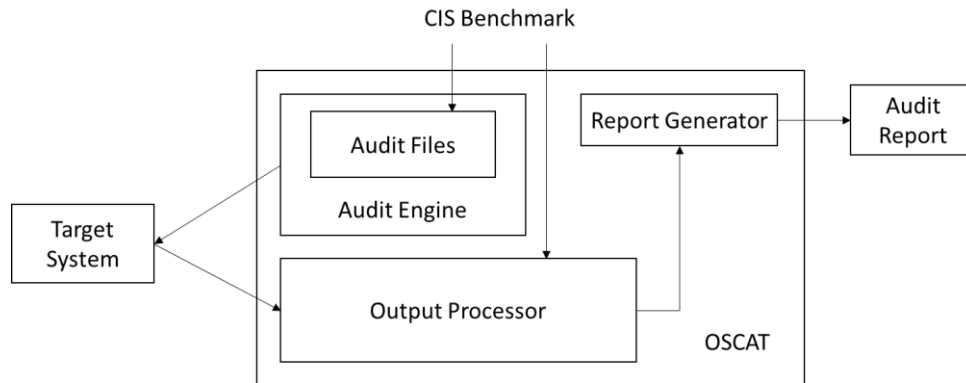 CIS Benchmark
Audit Files
Audit Engine
Report Generator
Audit
Report
Target
System
Output Processor
OSCAT